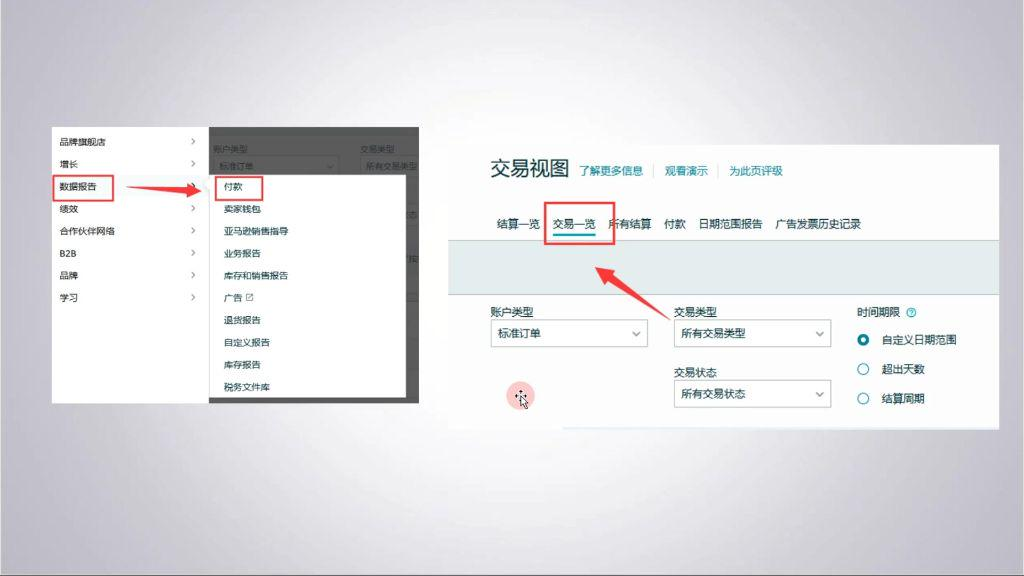 品牌旗舰店
增长
数据报告
绩效
合作伙伴网络
B2B
品牌
学习
账户类型
交易类型
标准订单
所有交易类型
付款
卖家钱包
亚马逊销售指导
业务报告
库存和销售报告
广告
退货报告
自定义报告
库存报告
税务文件库
交易视图 了解更多信息 观看演示 为此页评级
结算一览 交易一览 所有结算 付款 日期范围报告 广告发票历史记录
账户类型 交易类型 时间期限
标准订单 所有交易类型 自定义日期范围
交易状态 超出天数
所有交易状态 结算周期